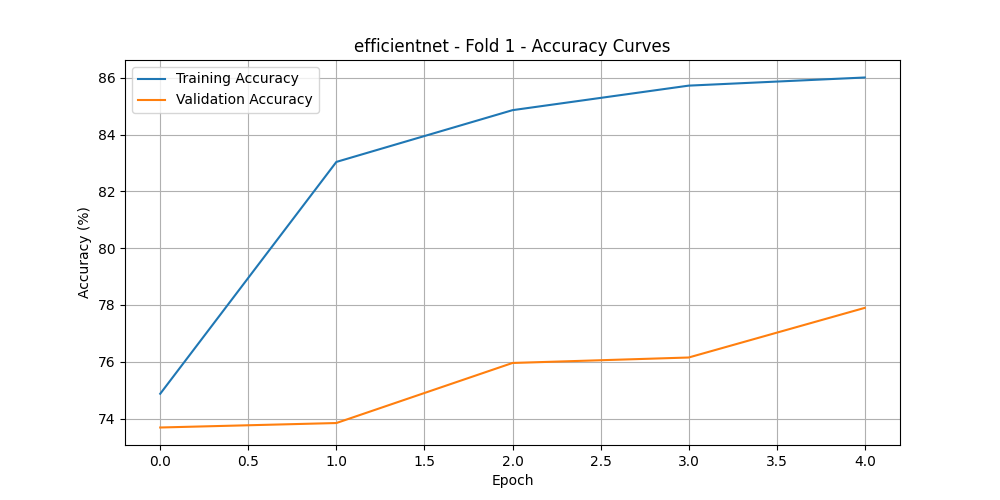 efficientnet - Fold 1 - Accuracy Curves
Training Accuracy
Validation Accuracy
Accuracy (%)
86
84
82
80
78
76
74
0.0 0.5 1.0 1.5 2.0 2.5 3.0 3.5 4.0
Epoch